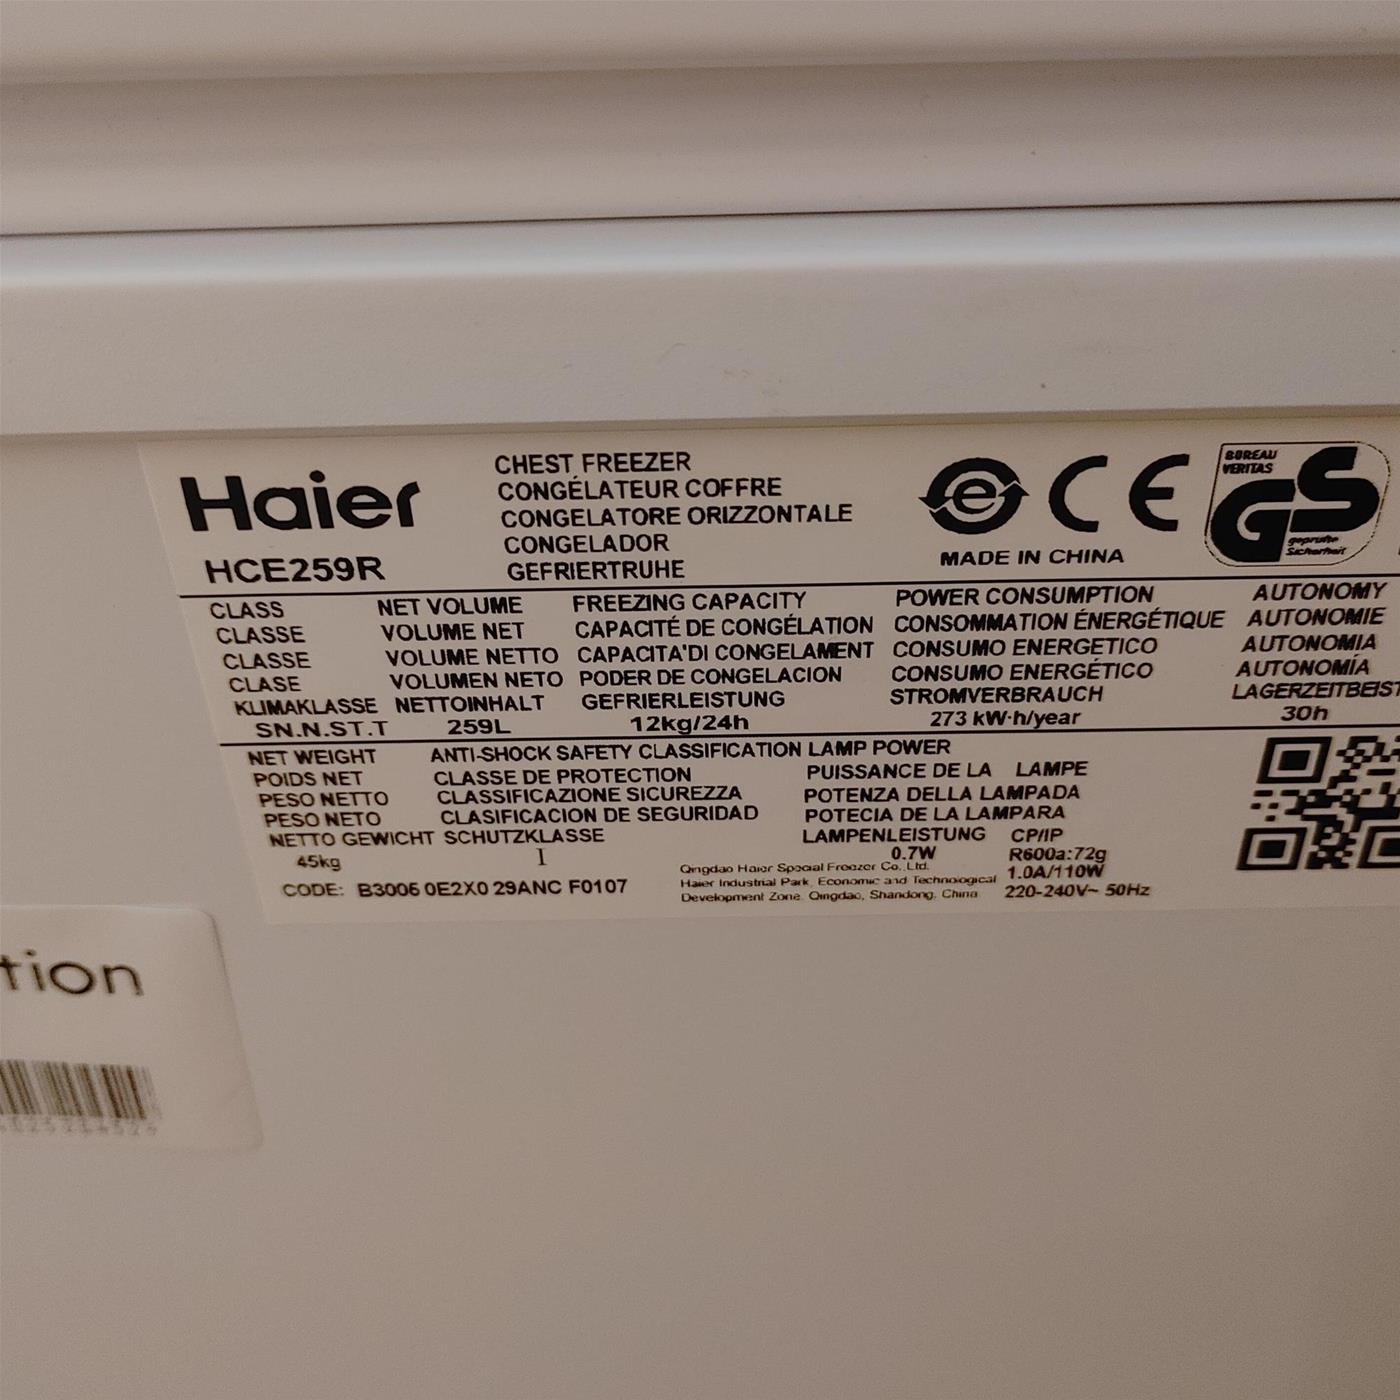 Haier
HCE259R
CHEST FREEZER
CONGÉLATEUR COFFRE
CONGELATORE ORIZZONTALE
CONGELADOR
GEFRIERTRUHE
e CE
MADE IN CHINA
BUREAU
VERITAS
GS
geprüfte
Sicherheit
CLASS NET VOLUME FREEZING CAPACITY POWER CONSUMPTION AUTONOMY
CLASSE VOLUME NET CAPACITÉ DE CONGÉLATION CONSOMMATION ÉNERGÉTIQUE AUTONOMIE
CLASSE VOLUME NETTO CAPACITA'DI CONGELAMENT CONSUMO ENERGETICO AUTONOMIA
CLASE VOLUMEN NETO PODER DE CONGELACION CONSUMO ENERGÉTICO AUTONOMÍA
KLIMAKLASSE NETTOINHALT GEFRIERLEISTUNG STROMVERBRAUCH LAGERZEITBEIST
SN.N.ST.T 259L 12kg/24h 273 kW·h/year 30h
NET WEIGHT ANTI-SHOCK SAFETY CLASSIFICATION LAMP POWER
POIDS NET CLASSE DE PROTECTION PUISSANCE DE LA LAMPE
PESO NETTO CLASSIFICAZIONE SICUREZZA POTENZA DELLA LAMPADA
PESO NETO CLASIFICACION DE SEGURIDAD POTECIA DE LA LAMPARA
NETTO GEWICHT SCHUTZKLASSE LAMPENLEISTUNG CP/IP
45kg I 0.7W R600a:72g
Qingdao Haier Special Freezer Co., Ltd.
Haier Industrial Park, Economic and Technological 1.0A/110W
CODE: B3006 0E2X0 29ANC F0107 Development Zone, Qingdao, Shandong, China 220-240V~ 50Hz
tion